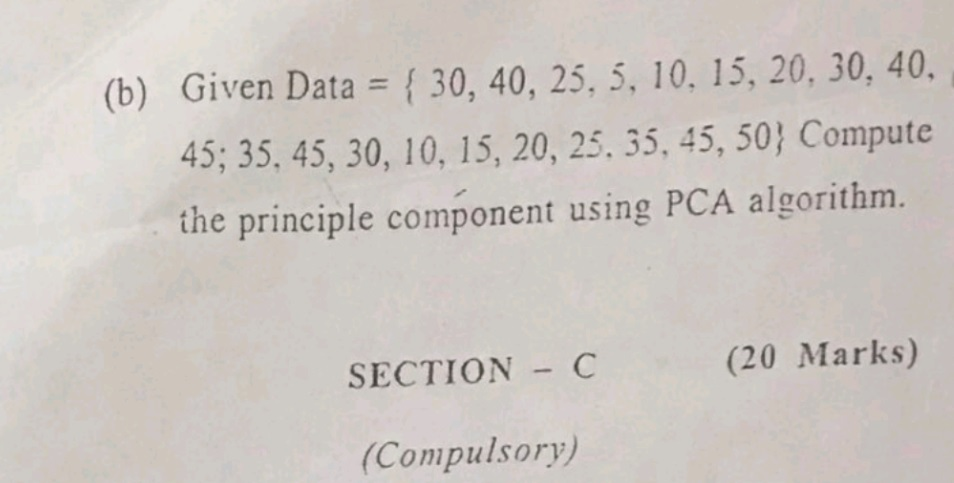 (b) Given Data = { 30, 40, 25, 5, 10, 15, 20, 30, 40,
45; 35, 45, 30, 10, 15, 20, 25, 35, 45, 50} Compute
the principle component using PCA algorithm.
SECTION – C (20 Marks)
(Compulsory)